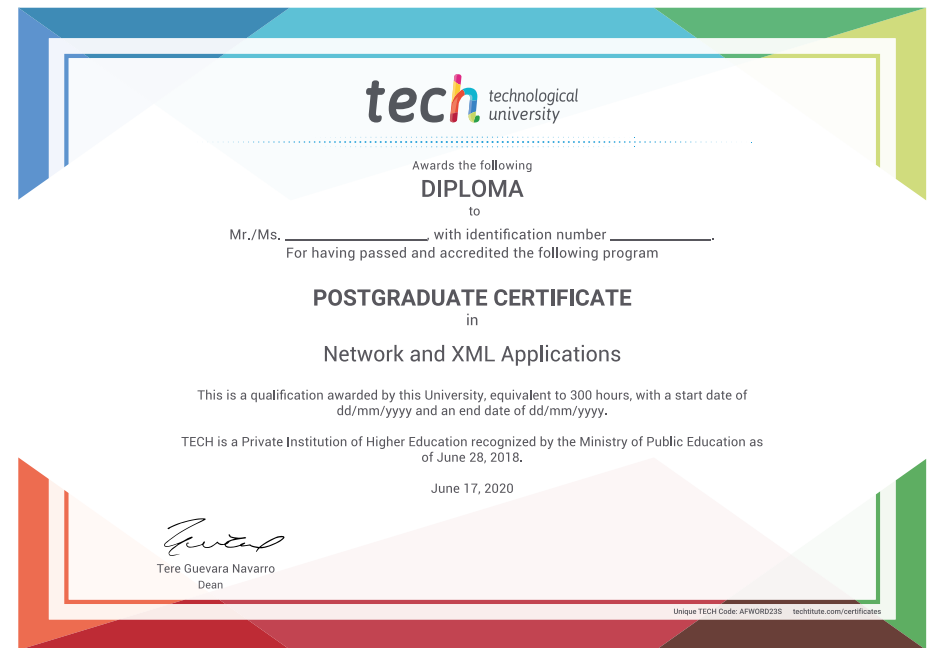 tech technological
university
Awards the following
DIPLOMA
to
Mr./Ms. ____________________, with identification number ______________.
For having passed and accredited the following program
POSTGRADUATE CERTIFICATE
in
Network and XML Applications
This is a qualification awarded by this University, equivalent to 300 hours, with a start date of
dd/mm/yyyy and an end date of dd/mm/yyyy.
TECH is a Private Institution of Higher Education recognized by the Ministry of Public Education as
of June 28, 2018.
June 17, 2020
Tere Guevara Navarro
Dean
Unique TECH Code: AFWORD23S techtitute.com/certificates